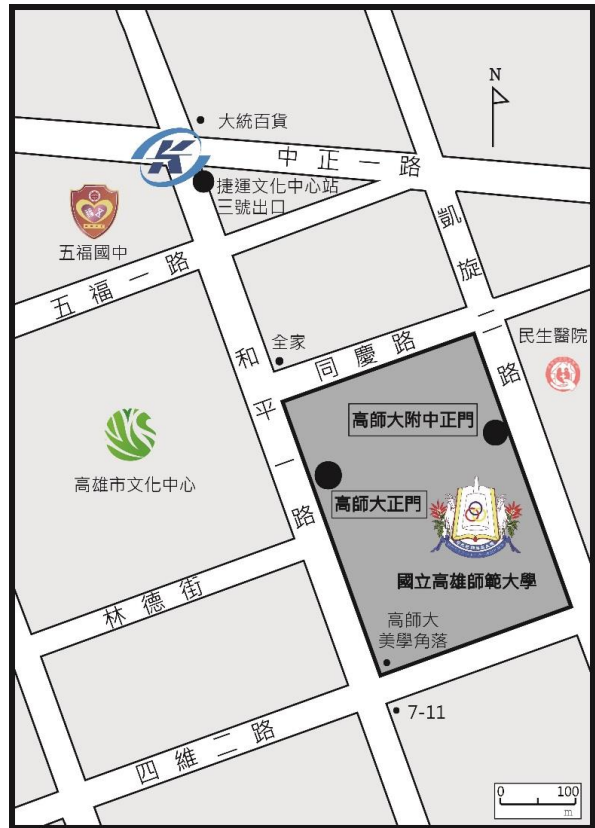 N
大統百貨
中正一路
捷運文化中心站
三號出口
五福國中
凱旋二路
五福一路
民生醫院
全家
同慶路
和平一路
高師大附中正門
高雄市文化中心
高師大正門
國立高雄師範大學
林德街
高師大
美學角落
7-11
四維二路
0 100
m